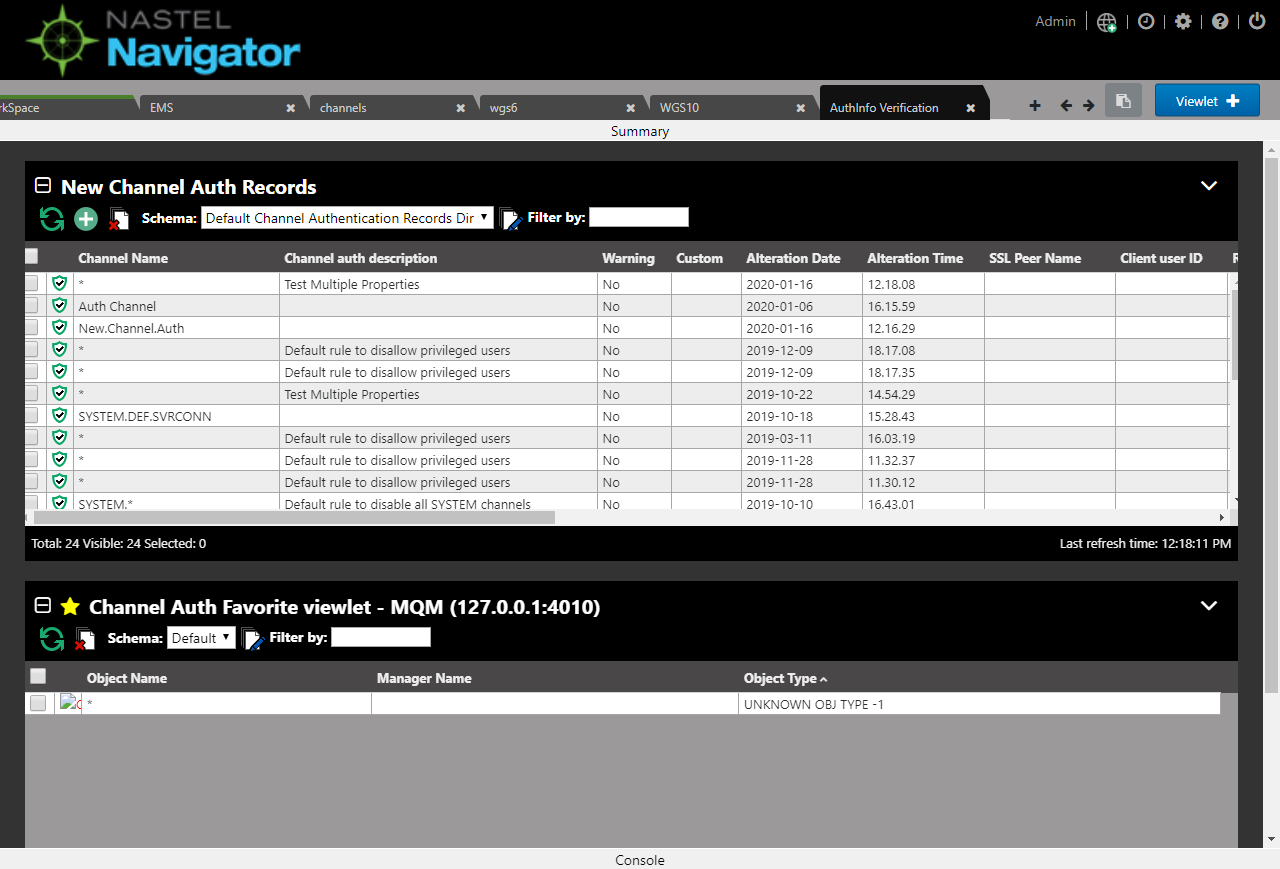 NASTEL
Navigator
Admin
rkSpace EMS channels wgs6 WGS10 AuthInfo Verification Viewlet
Summary
New Channel Auth Records
Schema: Default Channel Authentication Records Dir Filter by:
Channel Name Channel auth description Warning Custom Alteration Date Alteration Time SSL Peer Name Client user ID
* Test Multiple Properties No 2020-01-16 12.18.08
Auth Channel No 2020-01-06 16.15.59
New.Channel.Auth No 2020-01-16 12.16.29
* Default rule to disallow privileged users No 2019-12-09 18.17.08
* Default rule to disallow privileged users No 2019-12-09 18.17.35
* Test Multiple Properties No 2019-10-22 14.54.29
SYSTEM.DEF.SVRCONN No 2019-10-18 15.28.43
* Default rule to disallow privileged users No 2019-03-11 16.03.19
* Default rule to disallow privileged users No 2019-11-28 11.32.37
* Default rule to disallow privileged users No 2019-11-28 11.30.12
SYSTEM.* Default rule to disable all SYSTEM channels No 2019-10-10 16.43.01
Total: 24 Visible: 24 Selected: 0 Last refresh time: 12:18:11 PM
Channel Auth Favorite viewlet - MQM (127.0.0.1:4010)
Schema: Default Filter by:
Object Name Manager Name Object Type
* UNKNOWN OBJ TYPE -1
Console